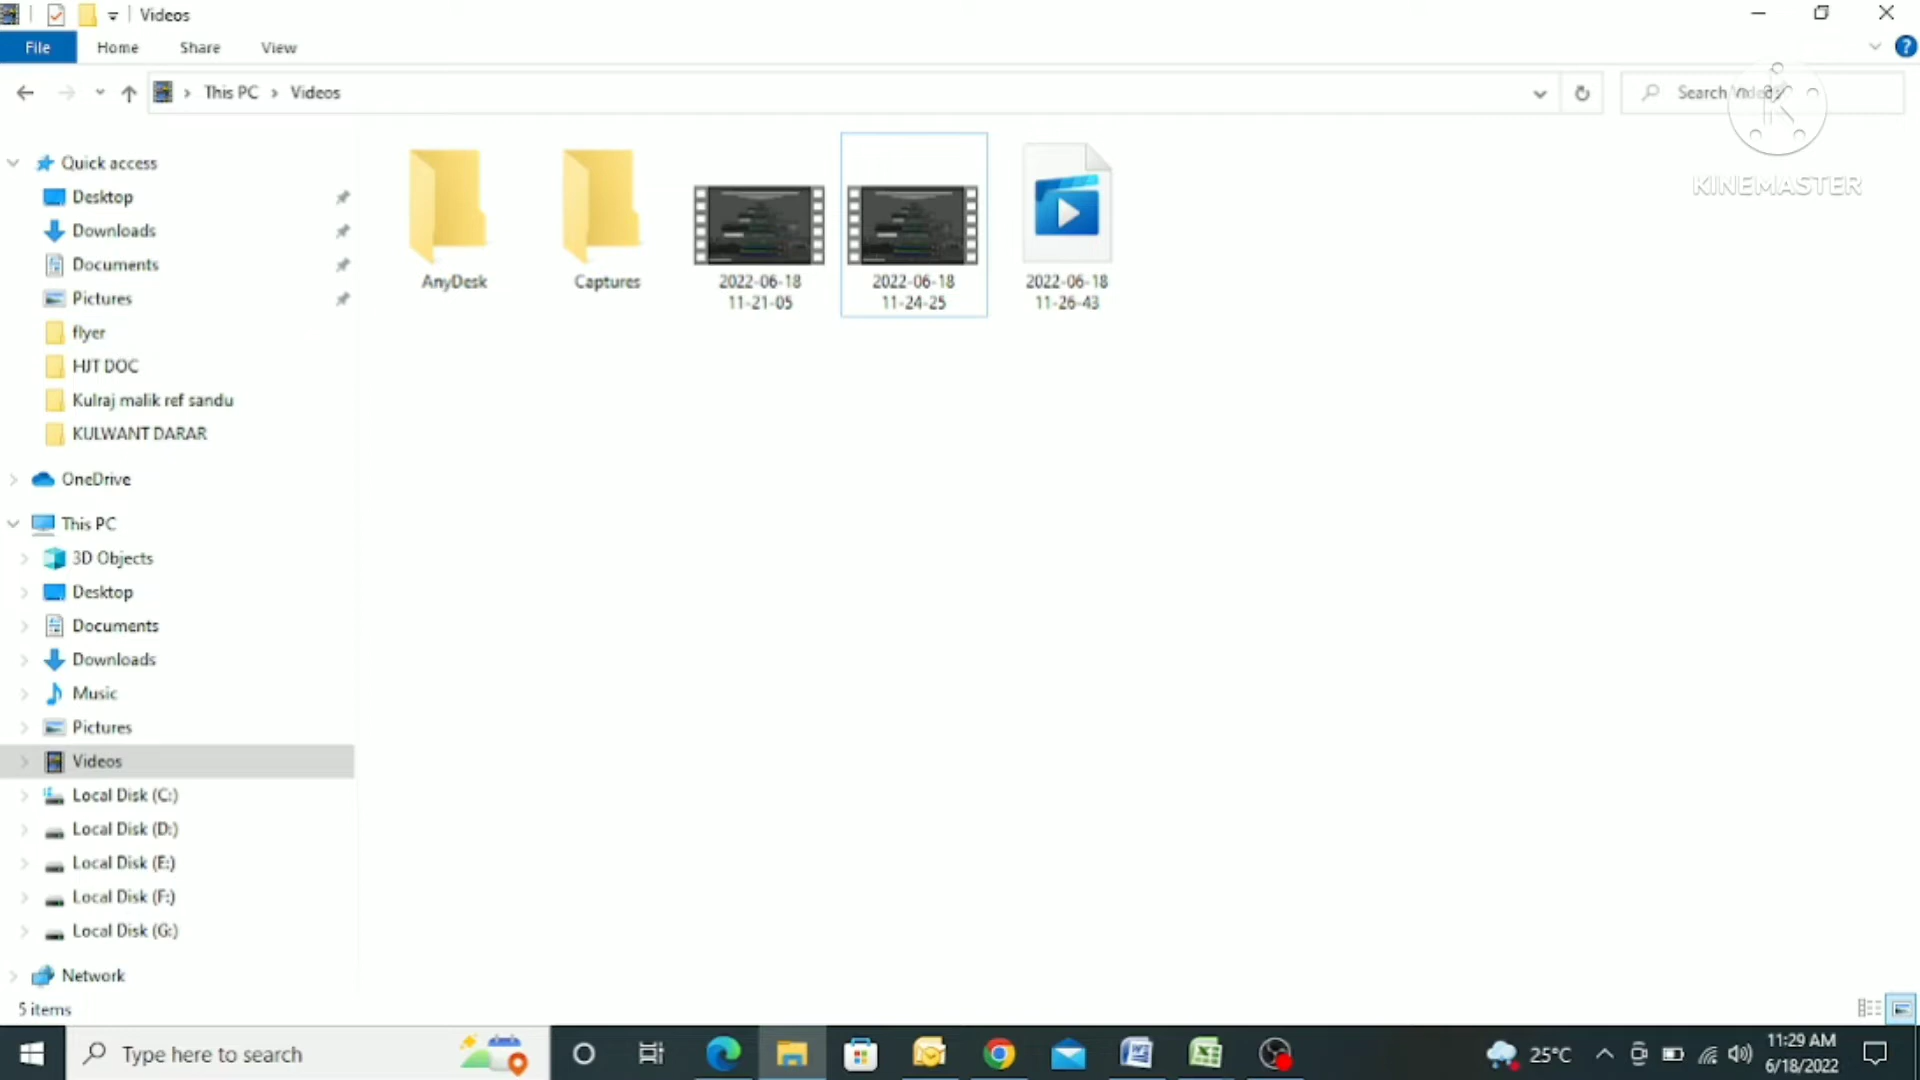 Videos
File Home Share View
This PC > Videos
Search Videos
KINEMASTER
Quick access
Desktop
Downloads
Documents
Pictures
flyer
HJT DOC
Kulraj malik ref sandu
KULWANT DARAR
OneDrive
This PC
3D Objects
Desktop
Documents
Downloads
Music
Pictures
Videos
Local Disk (C:)
Local Disk (D:)
Local Disk (E:)
Local Disk (F:)
Local Disk (G:)
Network
AnyDesk
Captures
2022-06-18
11-21-05
2022-06-18
11-24-25
2022-06-18
11-26-43
5 items
Type here to search
25°C
11:29 AM
6/18/2022